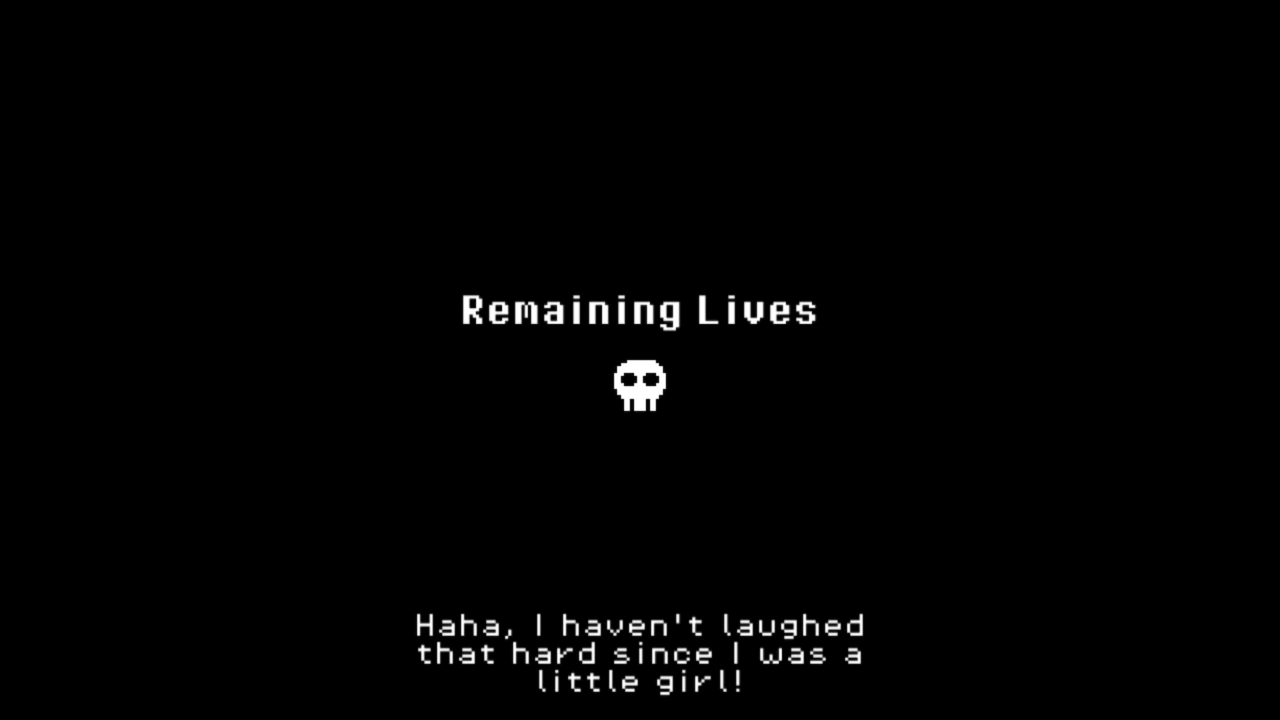 Remaining Lives
Haha, I haven't laughed
that hard since I was a
little girl!